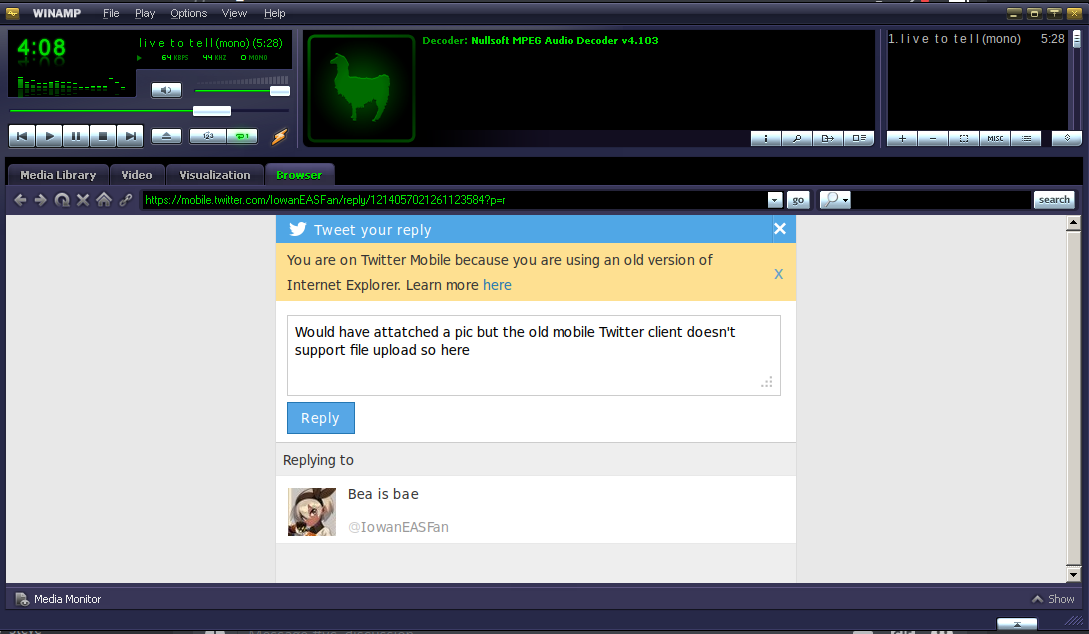 WINAMP File Play Options View Help
4:08
live to tell (mono) (5:28)
64 KBPS 44 KHZ MONO
Decoder: Nullsoft MPEG Audio Decoder v4.103
1. live to tell (mono) 5:28
123 1
i
+ - MISC
Media Library Video Visualization Browser
https://mobile.twitter.com/IowanEASFan/reply/1214057021261123584?p=r
go
search
Tweet your reply
You are on Twitter Mobile because you are using an old version of
Internet Explorer. Learn more here
x
Would have attatched a pic but the old mobile Twitter client doesn't
support file upload so here
Reply
Replying to
Bea is bae
@IowanEASFan
Media Monitor
Show